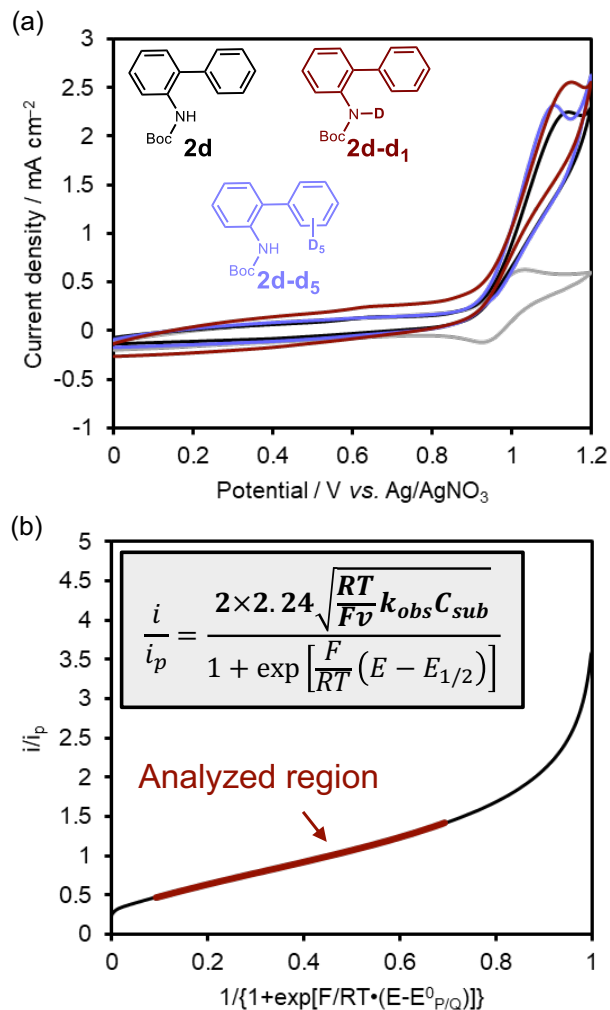 (a)
Current density / mA cm⁻²
3
2.5
2
1.5
1
0.5
0
-0.5
-1
NH
Boc
2d
N–D
Boc
2d-d₁
D₅
NH
Boc
2d-d₅
0 0.2 0.4 0.6 0.8 1 1.2
Potential / V vs. Ag/AgNO₃
(b)
i/iₚ
5
4.5
4
3.5
3
2.5
2
1.5
1
0.5
0
i/iₚ = 2×2.24√(RT/Fv k_obs C_sub) / 1 + exp[F/RT (E − E₁/₂)]
Analyzed region
0 0.2 0.4 0.6 0.8 1
1/{1+exp[F/RT•(E-E⁰_P/Q)]}